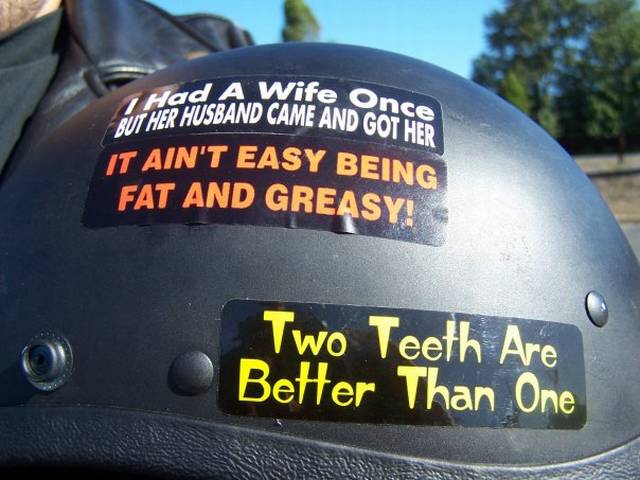 I Had A Wife Once
BUT HER HUSBAND CAME AND GOT HER
IT AIN'T EASY BEING
FAT AND GREASY!
Two Teeth Are
Better Than One